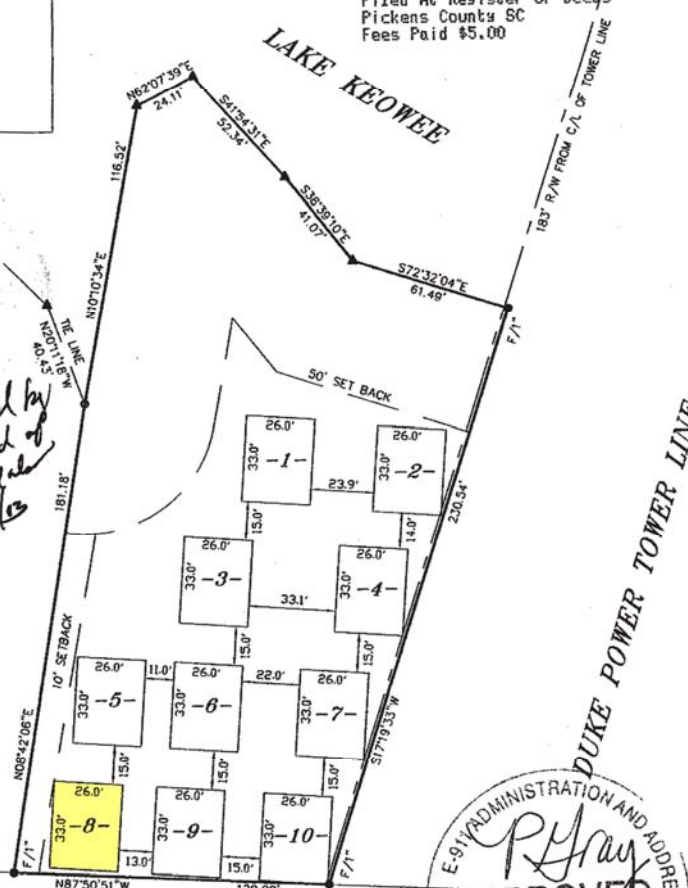 Filed At Register of Deeds
Pickens County SC
Fees Paid $5.00
LAKE KEOWEE
N62°07'39"E
24.11'
S41°54'31"E
52.34'
S38°39'10"E
41.07'
S72°32'04"E
61.49'
183' R/W FROM C/L OF TOWER LINE
116.52'
N10°10'34"E
TIE LINE
N20°11'18"W
40.43'
F/1"
50' SET BACK
181.18'
230.54'
26.0'
33.0'
-1-
26.0'
33.0'
-2-
23.9'
15.0'
14.0'
26.0'
33.0'
-3-
26.0'
33.0'
-4-
33.1'
15.0'
15.0'
10' SETBACK
26.0'
33.0'
-5-
11.0'
26.0'
33.0'
-6-
22.0'
26.0'
33.0'
-7-
15.0'
15.0'
15.0'
N08°42'06"E
S17°19'33"W
26.0'
33.0'
-8-
13.0'
26.0'
33.0'
-9-
15.0'
26.0'
-10-
F/1"
F/1"
N87°50'51"W
DUKE POWER TOWER LINE
E-911 ADMINISTRATION AND ADDRE
P Gray